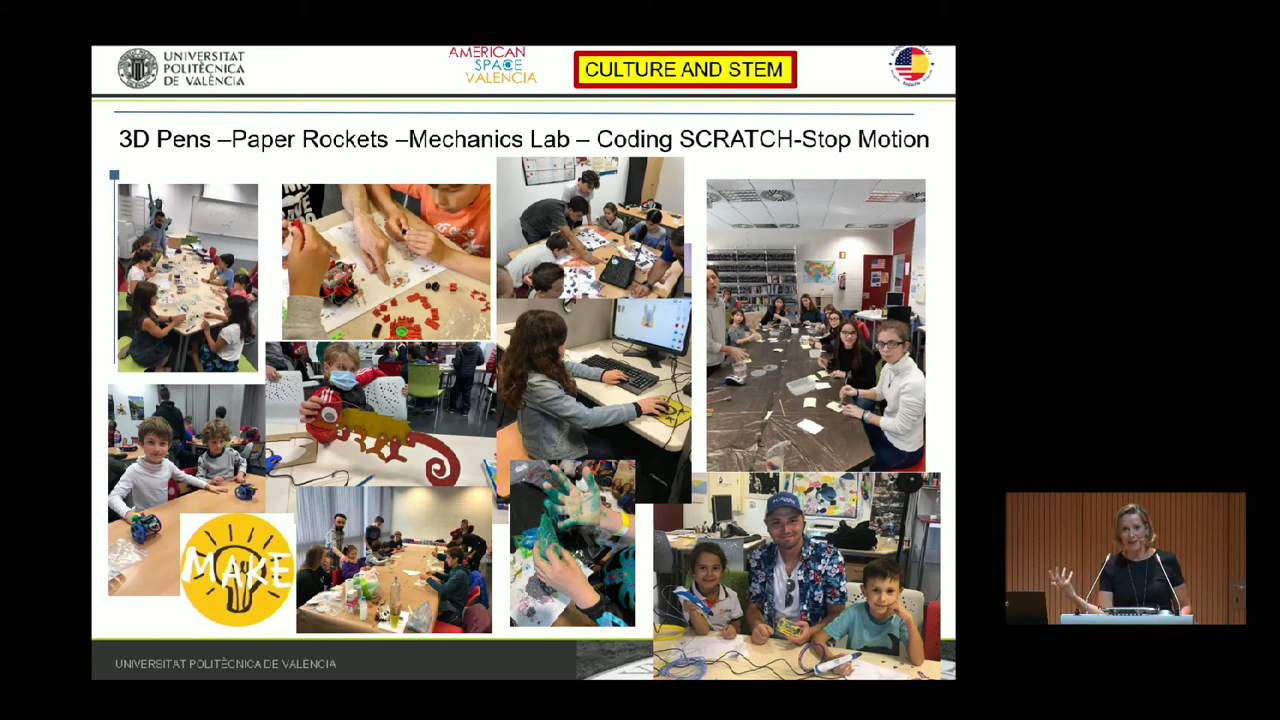 UNIVERSITAT
POLITÈCNICA
DE VALÈNCIA
AMERICAN
SPACE
VALENCIA
CULTURE AND STEM
3D Pens –Paper Rockets –Mechanics Lab – Coding SCRATCH-Stop Motion
MAKE
UNIVERSITAT POLITÈCNICA DE VALÈNCIA